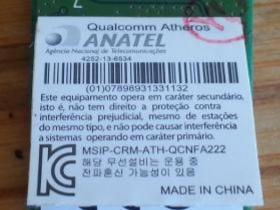 Qualcomm Atheros
ANATEL
Agência Nacional de Telecomunicações
4252-13-6534
(01)07898931331132
Este equipamento opera em caráter secundário,
isto é, não tem direito a proteção contra
interferência prejudicial, mesmo de estações
do mesmo tipo, e não pode causar interferência
a sistemas operando em caráter primário.
MSIP-CRM-ATH-QCNFA222
해당 무선설비는 운용 중
전파혼신 가능성이 있음
MADE IN CHINA